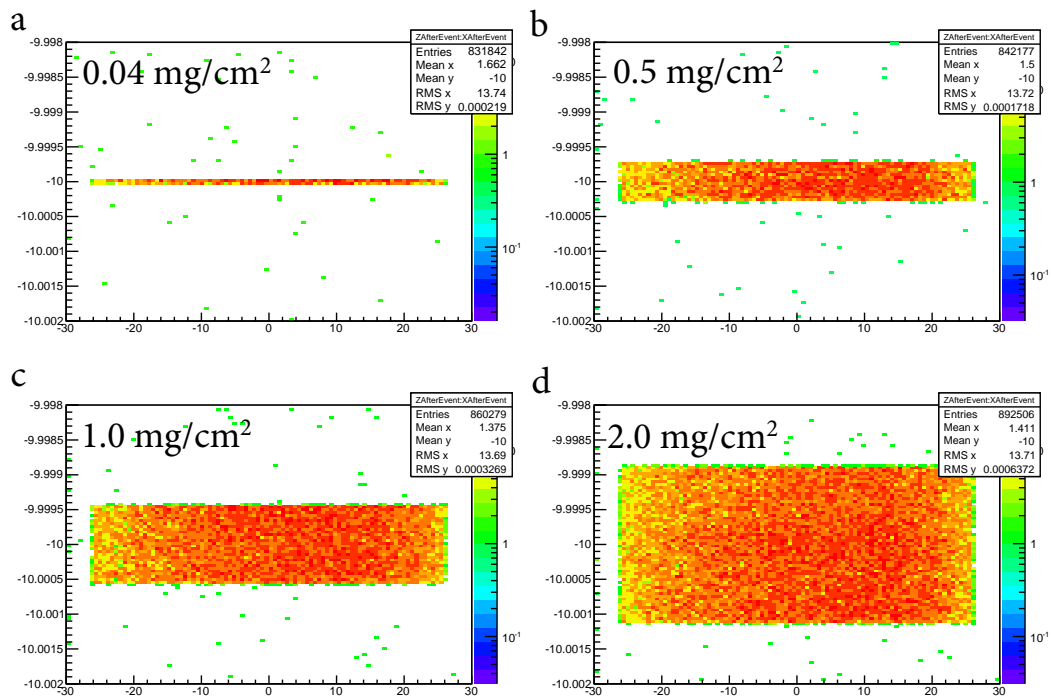 a
0.04 mg/cm²
ZAfterEvent:XAfterEvent
Entries 831842
Mean x 1.662
Mean y -10
RMS x 13.74
RMS y 0.000219
-9.998
-9.9985
-9.999
-9.9995
-10
-10.0005
-10.001
-10.0015
-10.002
-30 -20 -10 0 10 20 30
1
10⁻¹
b
0.5 mg/cm²
ZAfterEvent:XAfterEvent
Entries 842177
Mean x 1.5
Mean y -10
RMS x 13.72
RMS y 0.0001718
-9.998
-9.9985
-9.999
-9.9995
-10
-10.0005
-10.001
-10.0015
-10.002
-30 -20 -10 0 10 20 30
1
10⁻¹
c
1.0 mg/cm²
ZAfterEvent:XAfterEvent
Entries 860279
Mean x 1.375
Mean y -10
RMS x 13.69
RMS y 0.0003269
-9.998
-9.9985
-9.999
-9.9995
-10
-10.0005
-10.001
-10.0015
-10.002
-30 -20 -10 0 10 20 30
1
10⁻¹
d
2.0 mg/cm²
ZAfterEvent:XAfterEvent
Entries 892506
Mean x 1.411
Mean y -10
RMS x 13.71
RMS y 0.0006372
-9.998
-9.9985
-9.999
-9.9995
-10
-10.0005
-10.001
-10.0015
-10.002
-30 -20 -10 0 10 20 30
1
10⁻¹